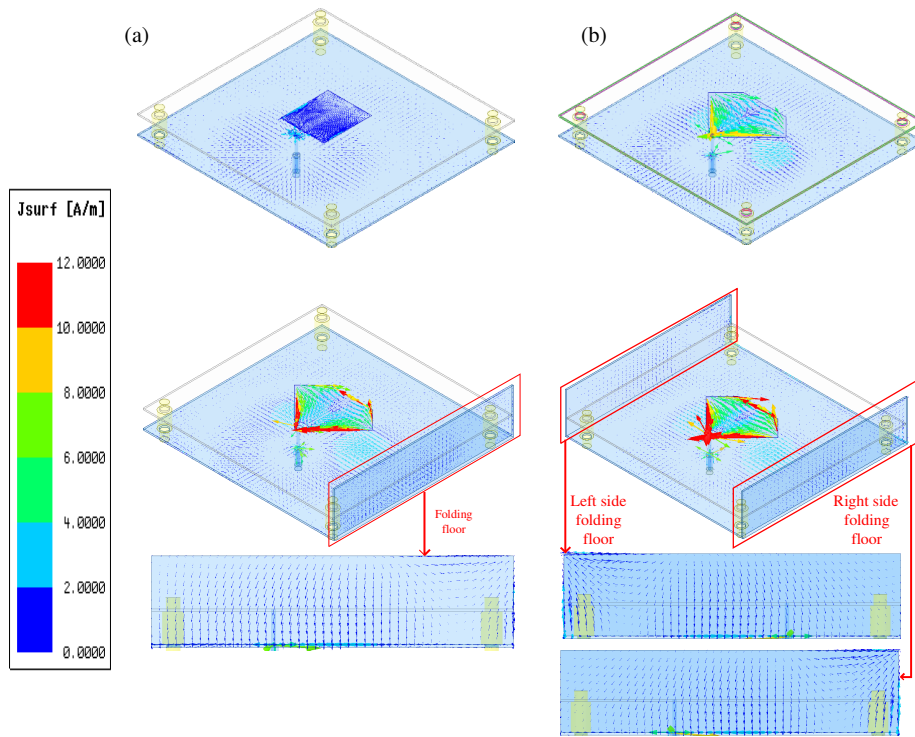 (a)
(b)
Jsurf [A/m]
12.0000
10.0000
8.0000
6.0000
4.0000
2.0000
0.0000
Folding
floor
Left side
folding
floor
Right side
folding
floor